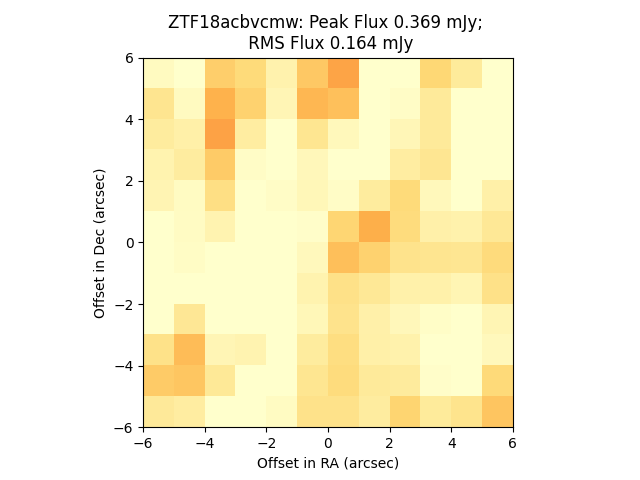 ZTF18acbvcmw: Peak Flux 0.369 mJy;
RMS Flux 0.164 mJy
6
4
2
0
−2
−4
−6
Offset in Dec (arcsec)
−6 −4 −2 0 2 4 6
Offset in RA (arcsec)